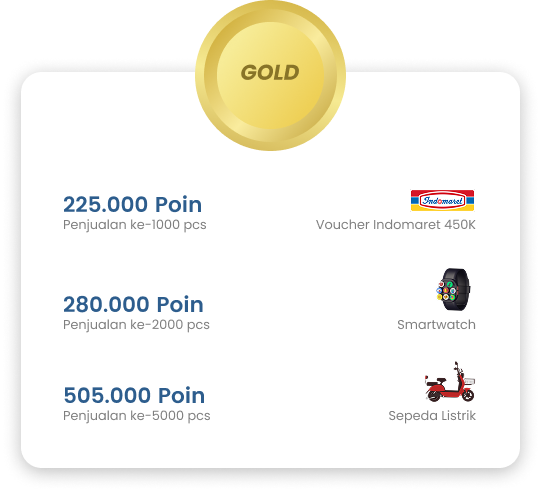 GOLD
225.000 Poin
Penjualan ke-1000 pcs
Indomaret
Voucher Indomaret 450K
280.000 Poin
Penjualan ke-2000 pcs
Smartwatch
505.000 Poin
Penjualan ke-5000 pcs
Sepeda Listrik